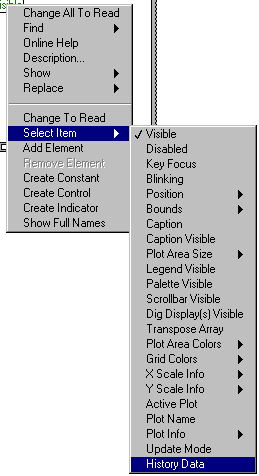 Change All To Read
Find
Online Help
Description...
Show
Replace
Change To Read
Select Item
Add Element
Remove Element
Create Constant
Create Control
Create Indicator
Show Full Names
Visible
Disabled
Key Focus
Blinking
Position
Bounds
Caption
Caption Visible
Plot Area Size
Legend Visible
Palette Visible
Scrollbar Visible
Dig Display(s) Visible
Transpose Array
Plot Area Colors
Grid Colors
X Scale Info
Y Scale Info
Active Plot
Plot Name
Plot Info
Update Mode
History Data